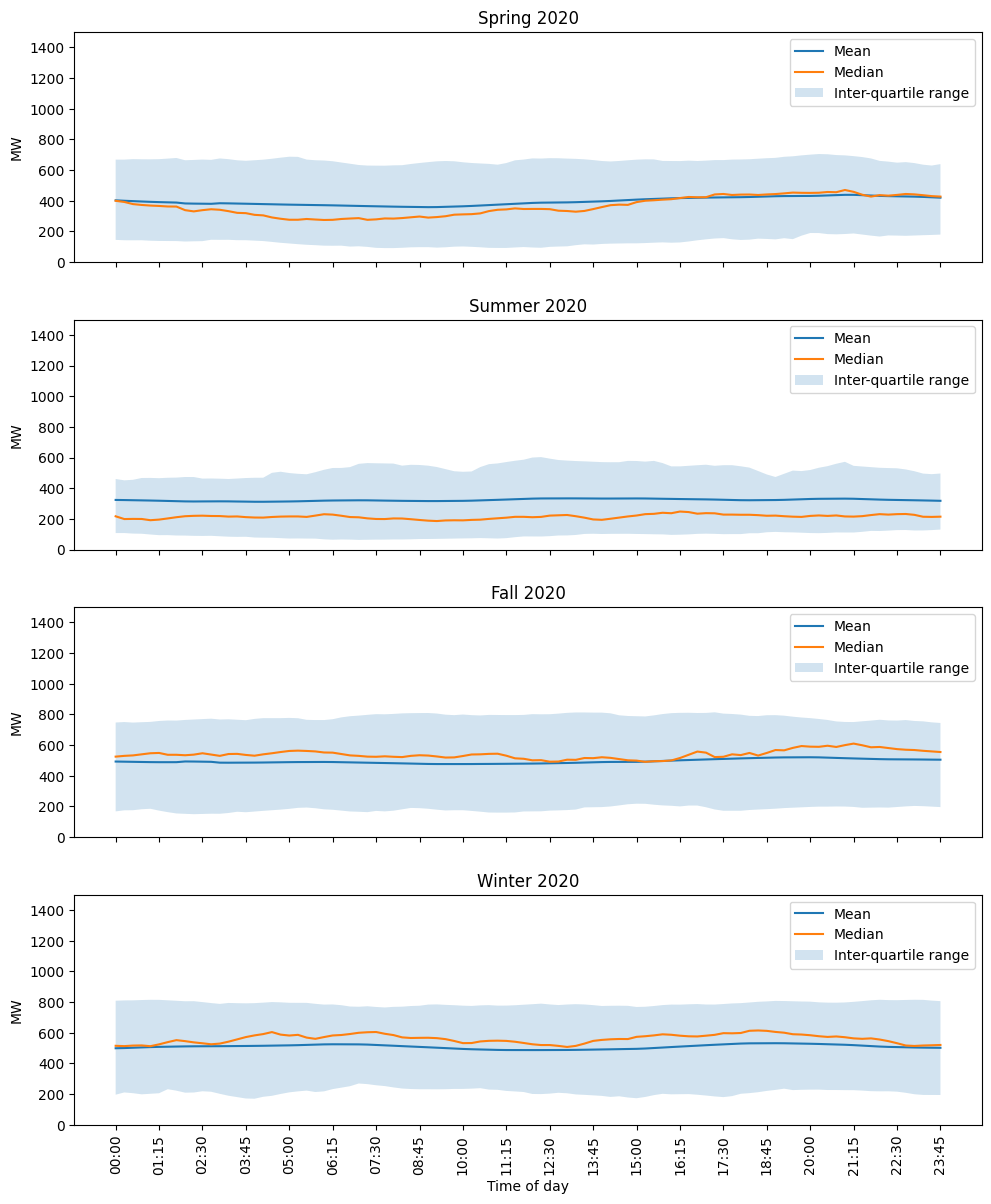 Spring 2020
1400
1200
1000
800
600
400
200
0
MW
Mean
Median
Inter-quartile range
Summer 2020
1400
1200
1000
800
600
400
200
0
MW
Mean
Median
Inter-quartile range
Fall 2020
1400
1200
1000
800
600
400
200
0
MW
Mean
Median
Inter-quartile range
Winter 2020
1400
1200
1000
800
600
400
200
0
MW
Mean
Median
Inter-quartile range
00:00
01:15
02:30
03:45
05:00
06:15
07:30
08:45
10:00
11:15
12:30
13:45
15:00
16:15
17:30
18:45
20:00
21:15
22:30
23:45
Time of day